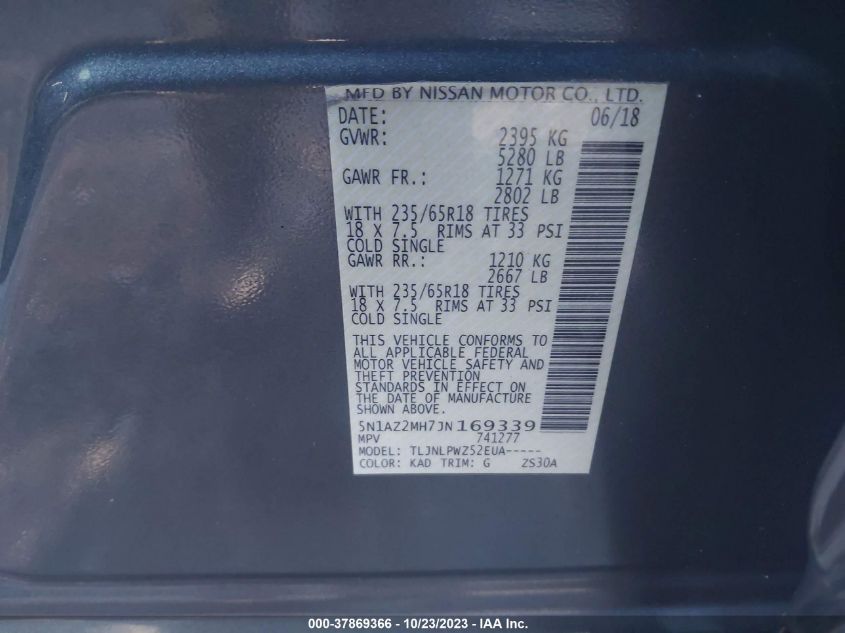 MFD BY NISSAN MOTOR CO., LTD.
DATE: 06/18
GVWR: 2395 KG
5280 LB
GAWR FR.: 1271 KG
2802 LB
WITH 235/65R18 TIRES
18 X 7.5 RIMS AT 33 PSI
COLD SINGLE
GAWR RR.: 1210 KG
2667 LB
WITH 235/65R18 TIRES
18 X 7.5 RIMS AT 33 PSI
COLD SINGLE
THIS VEHICLE CONFORMS TO
ALL APPLICABLE FEDERAL
MOTOR VEHICLE SAFETY AND
THEFT PREVENTION
STANDARDS IN EFFECT ON
THE DATE OF MANUFACTURE
SHOWN ABOVE.
5N1AZ2MH7JN169339
MPV 741277
MODEL: TLJNLPWZ52EUA-----
COLOR: KAD TRIM: G ZS30A
000-37869366 - 10/23/2023 - 1 of 1 - IAA Inc.